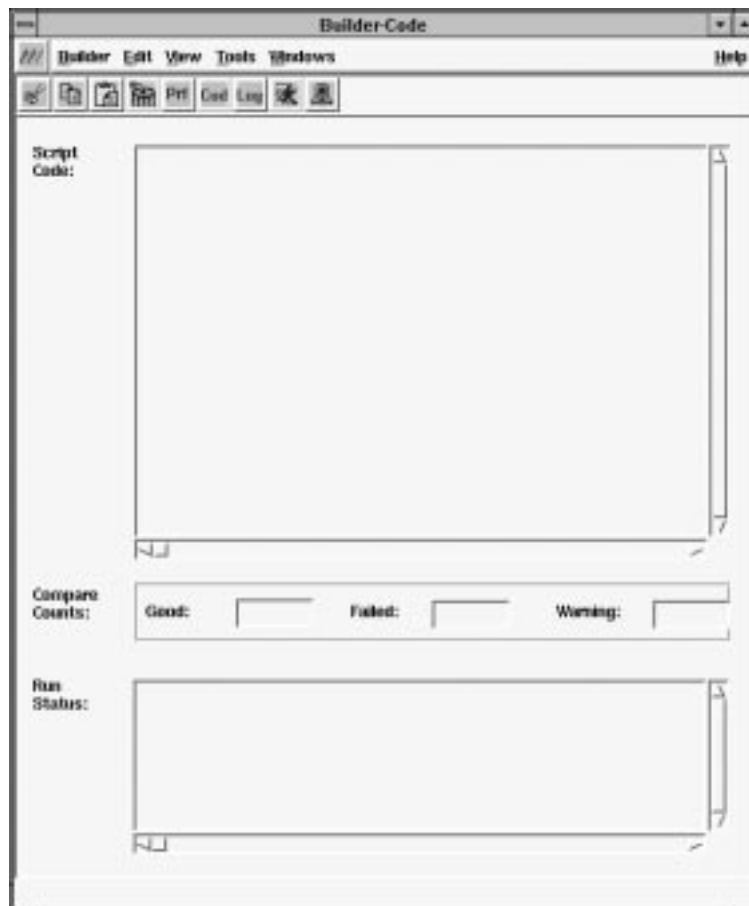 Builder-Code
Builder Edit View Tools Windows Help
Prf Cod Log
Script
Code:
Compare
Counts:
Good: Failed: Warning:
Run
Status: